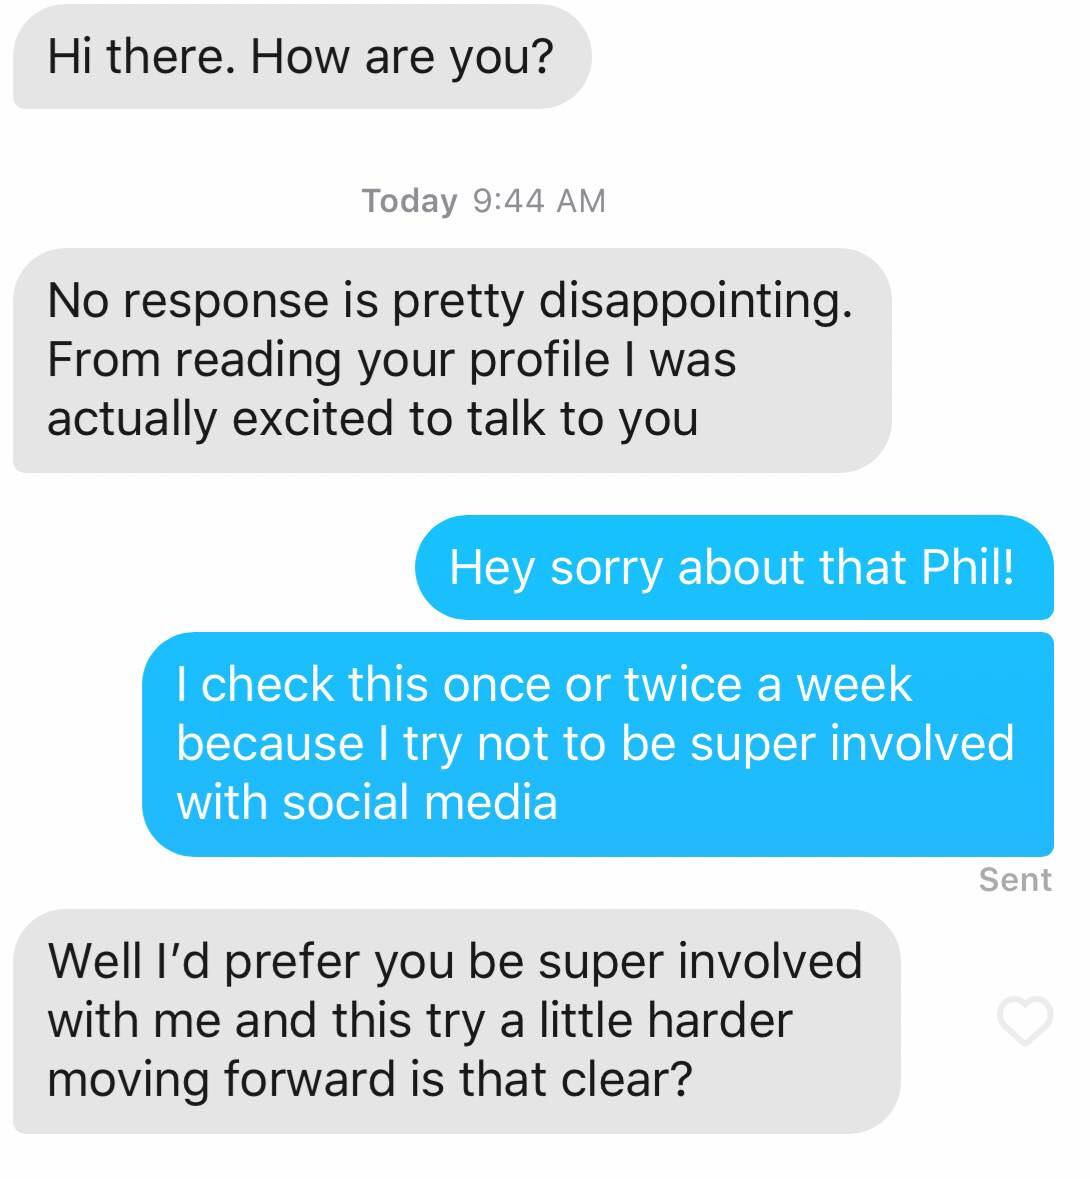 Hi there. How are you?
Today 9:44 AM
No response is pretty disappointing.
From reading your profile I was
actually excited to talk to you
Hey sorry about that Phil!
I check this once or twice a week
because I try not to be super involved
with social media
Sent
Well I’d prefer you be super involved
with me and this try a little harder
moving forward is that clear?